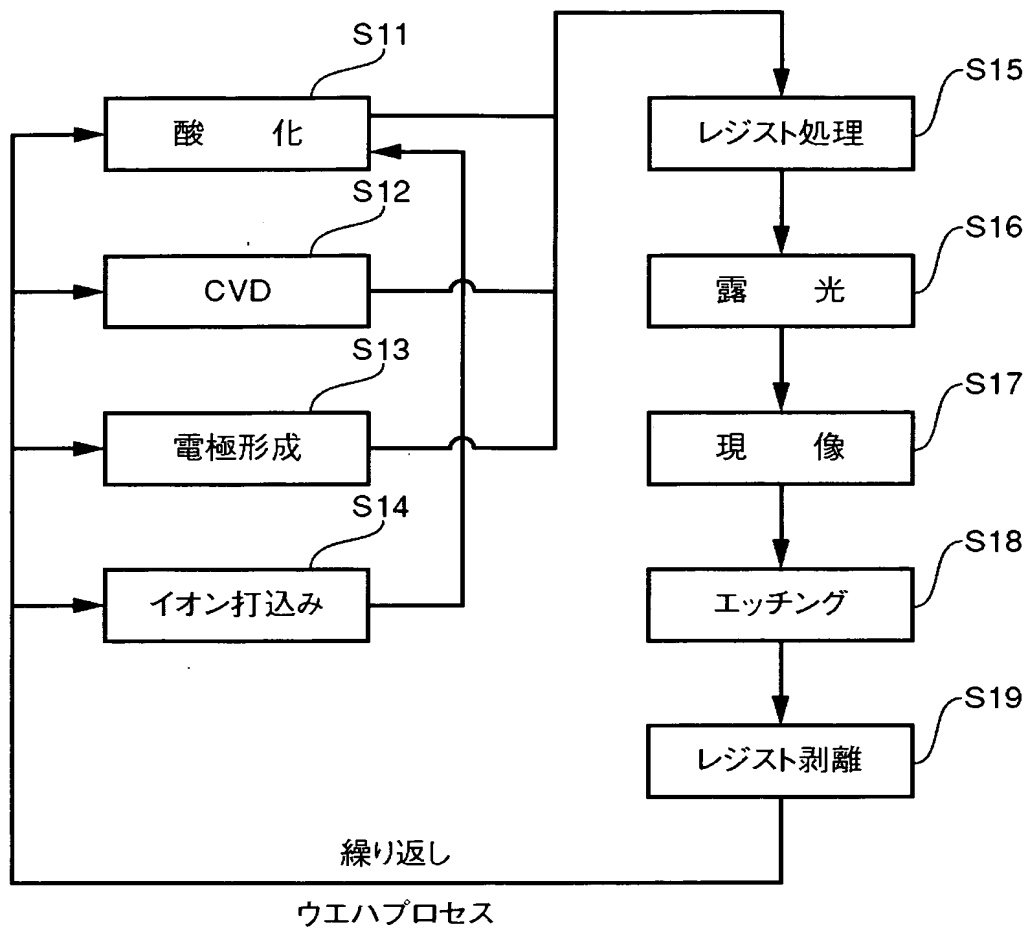 S11
酸化
S12
CVD
S13
電極形成
S14
イオン打込み
S15
レジスト処理
S16
露光
S17
現像
S18
エッチング
S19
レジスト剥離
繰り返し
ウエハプロセス